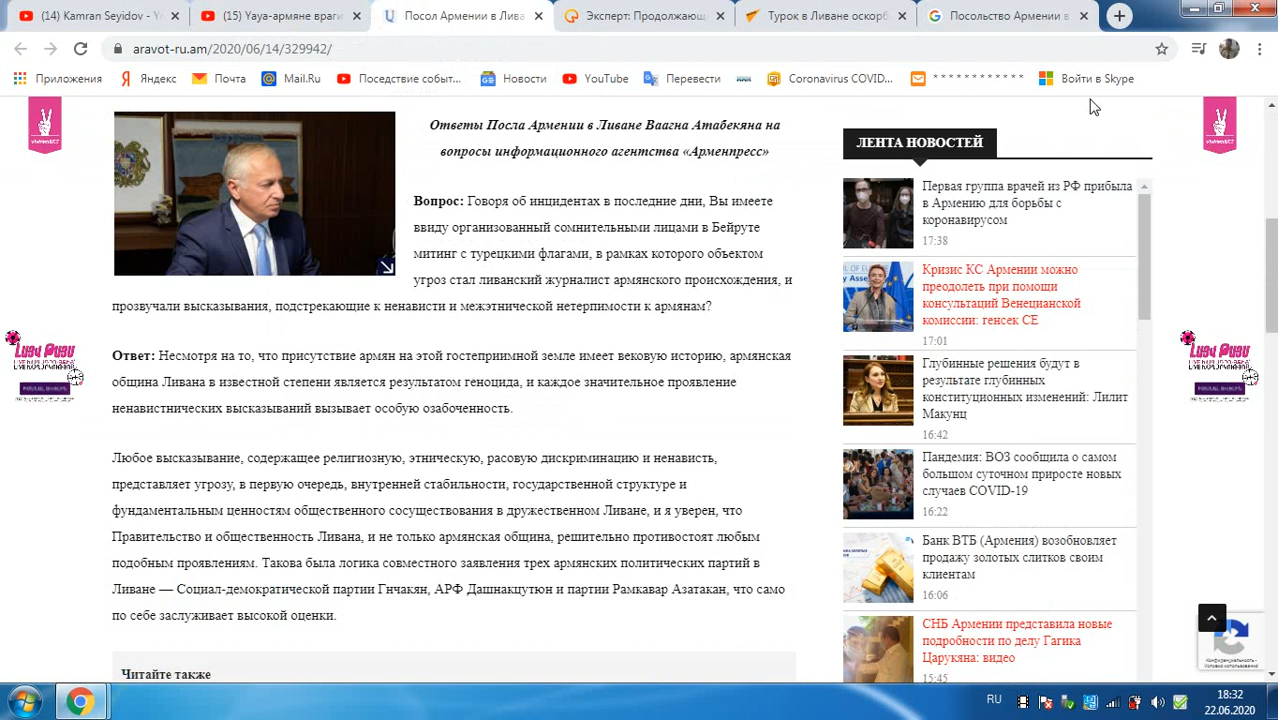 (14) Kamran Seyidov - Yo
(15) Yaya-армяне враги
Посол Армении в Лива
Эксперт: Продолжающ
Турок в Ливане оскорб
Посольство Армении в
aravot-ru.am/2020/06/14/329942/
Приложения
Яндекс
Почта
Mail.Ru
Поседствие событ...
Новости
YouTube
Перевести
Coronavirus COVID...
* * * * * * * * * * * *
Войти в Skype
Ответы Посла Армении в Ливане Ваагна Атабекяна на
вопросы информационного агентства «Арменпресс»
Вопрос: Говоря об инцидентах в последние дни, Вы имеете
ввиду организованный сомнительными лицами в Бейруте
митинг с турецкими флагами, в рамках которого объектом
угроз стал ливанский журналист армянского происхождения, и
прозвучали высказывания, подстрекающие к ненависти и межэтнической нетерпимости к армянам?
Ответ: Несмотря на то, что присутствие армян на этой гостеприимной земле имеет вековую историю, армянская
община Ливана в известной степени является результатом геноцида, и каждое значительное проявление
ненавистнических высказываний вызывает особую озабоченность.
Любое высказывание, содержащее религиозную, этническую, расовую дискриминацию и ненависть,
представляет угрозу, в первую очередь, внутренней стабильности, государственной структуре и
фундаментальным ценностям общественного сосуществования в дружественном Ливане, и я уверен, что
Правительство и общественность Ливана, и не только армянская община, решительно противостоят любым
подобным проявлениям. Такова была логика совместного заявления трех армянских политических партий в
Ливане — Социал-демократической партии Гнчакян, АРФ Дашнакцутюн и партии Рамкавар Азатакан, что само
по себе заслуживает высокой оценки.
Читайте также
ЛЕНТА НОВОСТЕЙ
Первая группа врачей из РФ прибыла
в Армению для борьбы с
коронавирусом
17:38
Кризис КС Армении можно
преодолеть при помощи
консультаций Венецианской
комиссии: генсек СЕ
17:01
Глубинные решения будут в
результате глубинных
конституционных изменений: Лилит
Макунц
16:42
Пандемия: ВОЗ сообщила о самом
большом суточном приросте новых
случаев COVID-19
16:22
Банк ВТБ (Армения) возобновляет
продажу золотых слитков своим
клиентам
16:06
СНБ Армении представила новые
подробности по делу Гагика
Царукяна: видео
15:45
Конфиденциальность -
Условия использования
RU
18:32
22.06.2020